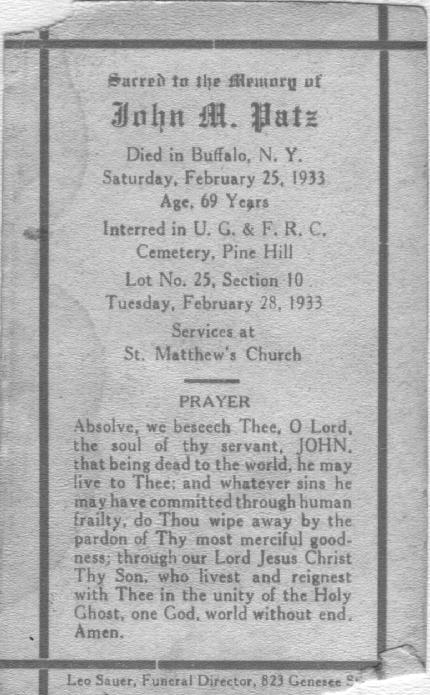 Sacred to the Memory of
John M. Patz
Died in Buffalo, N. Y.
Saturday, February 25, 1933
Age, 69 Years
Interred in U. G. & F. R. C.
Cemetery, Pine Hill
Lot No. 25, Section 10
Tuesday, February 28, 1933
Services at
St. Matthew's Church
PRAYER
Absolve, we beseech Thee, O Lord,
the soul of thy servant, JOHN,
that being dead to the world, he may
live to Thee; and whatever sins he
may have committed through human
frailty, do Thou wipe away by the
pardon of Thy most merciful good-
ness; through our Lord Jesus Christ
Thy Son, who livest and reignest
with Thee in the unity of the Holy
Ghost, one God, world without end.
Amen.
Leo Sauer, Funeral Director, 823 Genesee